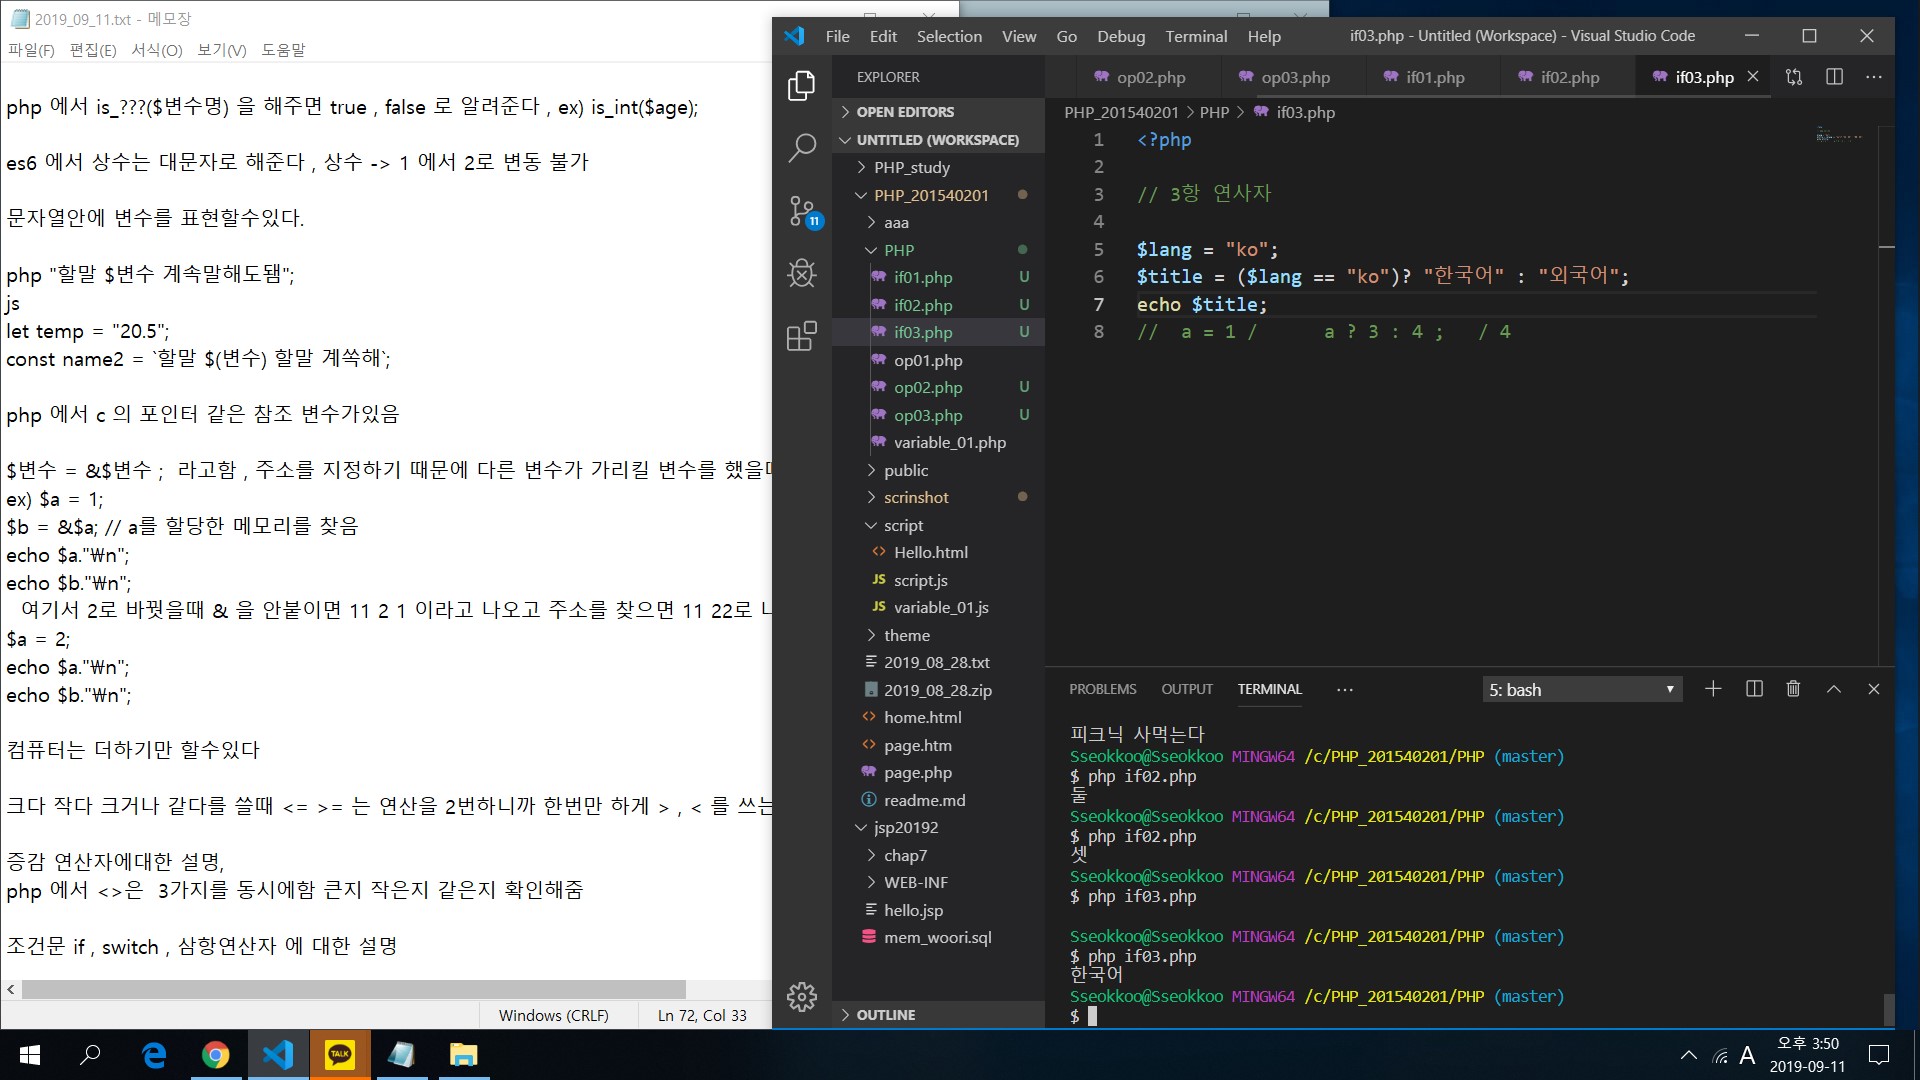 2019_09_11.txt - 메모장
파일(F) 편집(E) 서식(O) 보기(V) 도움말
php 에서 is_???($변수명) 을 해주면 true , false 로 알려준다 , ex) is_int($age);
es6 에서 상수는 대문자로 해준다 , 상수 -> 1 에서 2로 변동 불가
문자열안에 변수를 표현할수있다.
php "할말 $변수 계속말해도됌";
js
let temp = "20.5";
const name2 = `할말 $(변수) 할말 계쏙해`;
php 에서 c 의 포인터 같은 참조 변수가있음
$변수 = &$변수 ; 라고함 , 주소를 지정하기 때문에 다른 변수가 가리킬 변수를 했을
ex) $a = 1;
$b = &$a; // a를 할당한 메모리를 찾음
echo $a."₩n";
echo $b."₩n";
여기서 2로 바꿧을때 & 을 안붙이면 11 2 1 이라고 나오고 주소를 찾으면 11 22로
$a = 2;
echo $a."₩n";
echo $b."₩n";
컴퓨터는 더하기만 할수있다
크다 작다 크거나 같다를 쓸때 <= >= 는 연산을 2번하니까 한번만 하게 > , < 를 쓰는
증감 연산자에대한 설명,
php 에서 <>은 3가지를 동시에함 큰지 작은지 같은지 확인해줌
조건문 if , switch , 삼항연산자 에 대한 설명
Windows (CRLF) Ln 72, Col 33
File Edit Selection View Go Debug Terminal Help if03.php - Untitled (Workspace) - Visual Studio Code
EXPLORER
OPEN EDITORS
UNTITLED (WORKSPACE)
PHP_study
PHP_201540201
aaa
PHP
if01.php U
if02.php U
if03.php U
op01.php
op02.php U
op03.php U
variable_01.php
public
scrinshot
script
Hello.html
JS script.js
JS variable_01.js
theme
2019_08_28.txt
2019_08_28.zip
home.html
page.htm
page.php
readme.md
jsp20192
chap7
WEB-INF
hello.jsp
mem_woori.sql
OUTLINE
11
op02.php op03.php if01.php if02.php if03.php
PHP_201540201 > PHP > if03.php
1 <?php
2
3 // 3항 연사자
4
5 $lang = "ko";
6 $title = ($lang == "ko")? "한국어" : "외국어";
7 echo $title;
8 // a = 1 / a ? 3 : 4 ; / 4
PROBLEMS OUTPUT TERMINAL ··· 5: bash
피크닉 사먹는다
Sseokkoo@Sseokkoo MINGW64 /c/PHP_201540201/PHP (master)
$ php if02.php
둘
Sseokkoo@Sseokkoo MINGW64 /c/PHP_201540201/PHP (master)
$ php if02.php
셋
Sseokkoo@Sseokkoo MINGW64 /c/PHP_201540201/PHP (master)
$ php if03.php
Sseokkoo@Sseokkoo MINGW64 /c/PHP_201540201/PHP (master)
$ php if03.php
한국어
Sseokkoo@Sseokkoo MINGW64 /c/PHP_201540201/PHP (master)
$
TALK
A
오후 3:50
2019-09-11